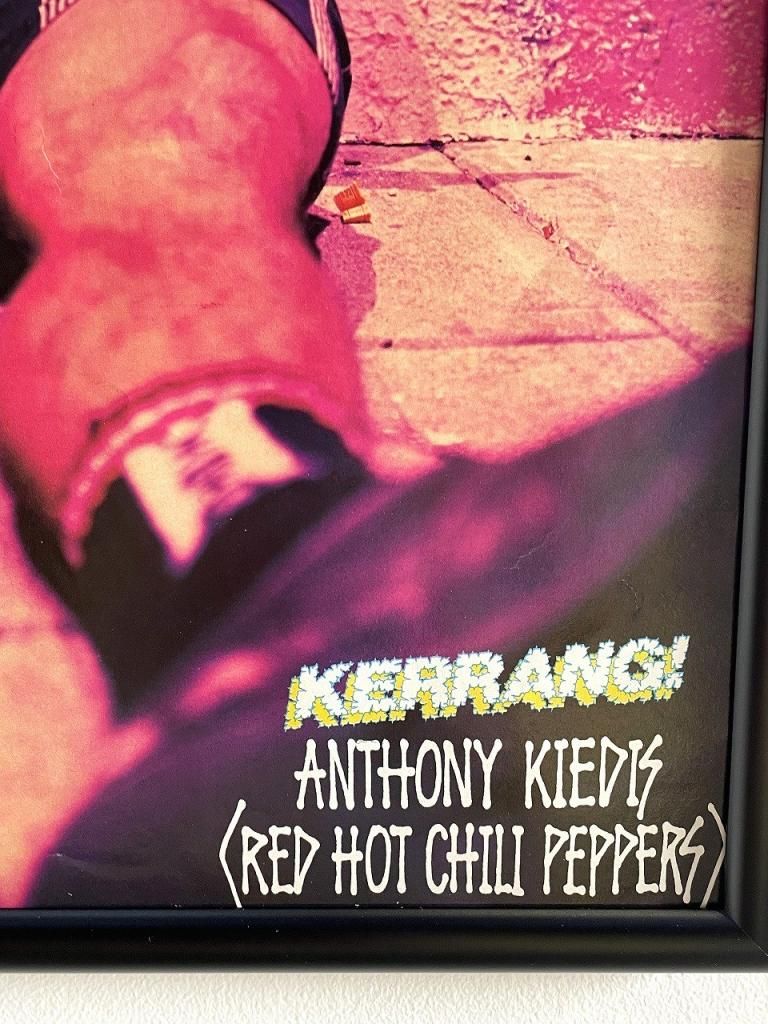 KERRANG!
ANTHONY KIEDIS
(RED HOT CHILI PEPPERS)